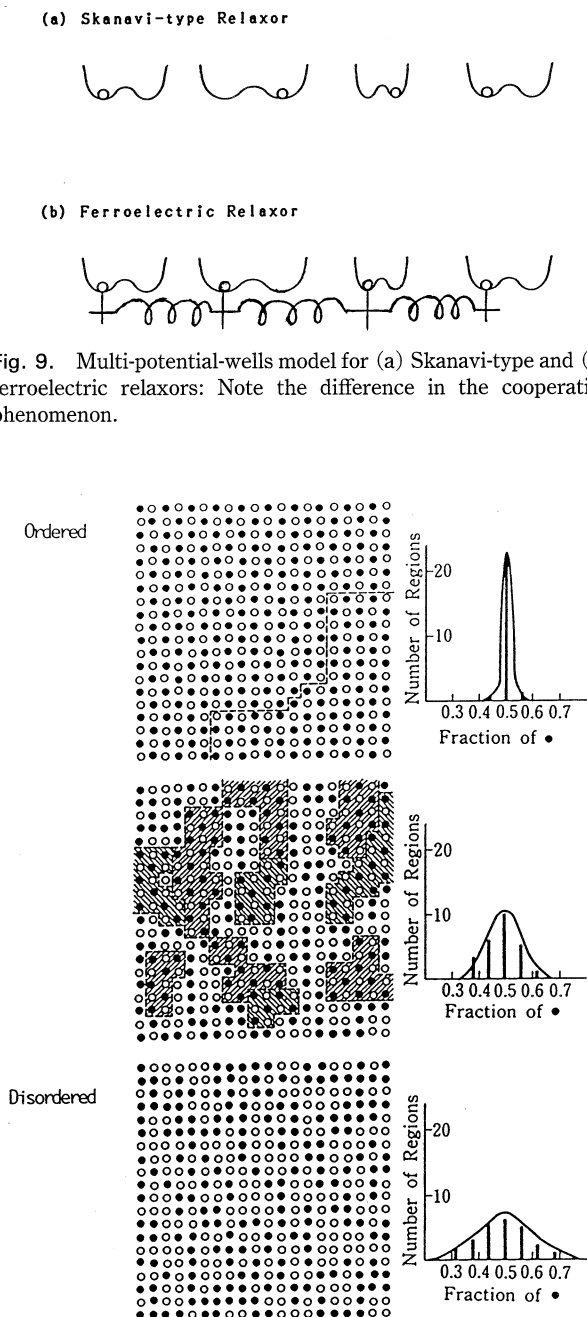 (a) Skanavi-type Relaxor
(b) Ferroelectric Relaxor
Fig. 9. Multi-potential-wells model for (a) Skanavi-type and (
ferroelectric relaxors: Note the difference in the cooperati
phenomenon.
Ordered
Number of Regions
20
10
0.3 0.4 0.5 0.6 0.7
Fraction of ●
Number of Regions
20
10
0.3 0.4 0.5 0.6 0.7
Fraction of ●
Disordered
Number of Regions
20
10
0.3 0.4 0.5 0.6 0.7
Fraction of ●